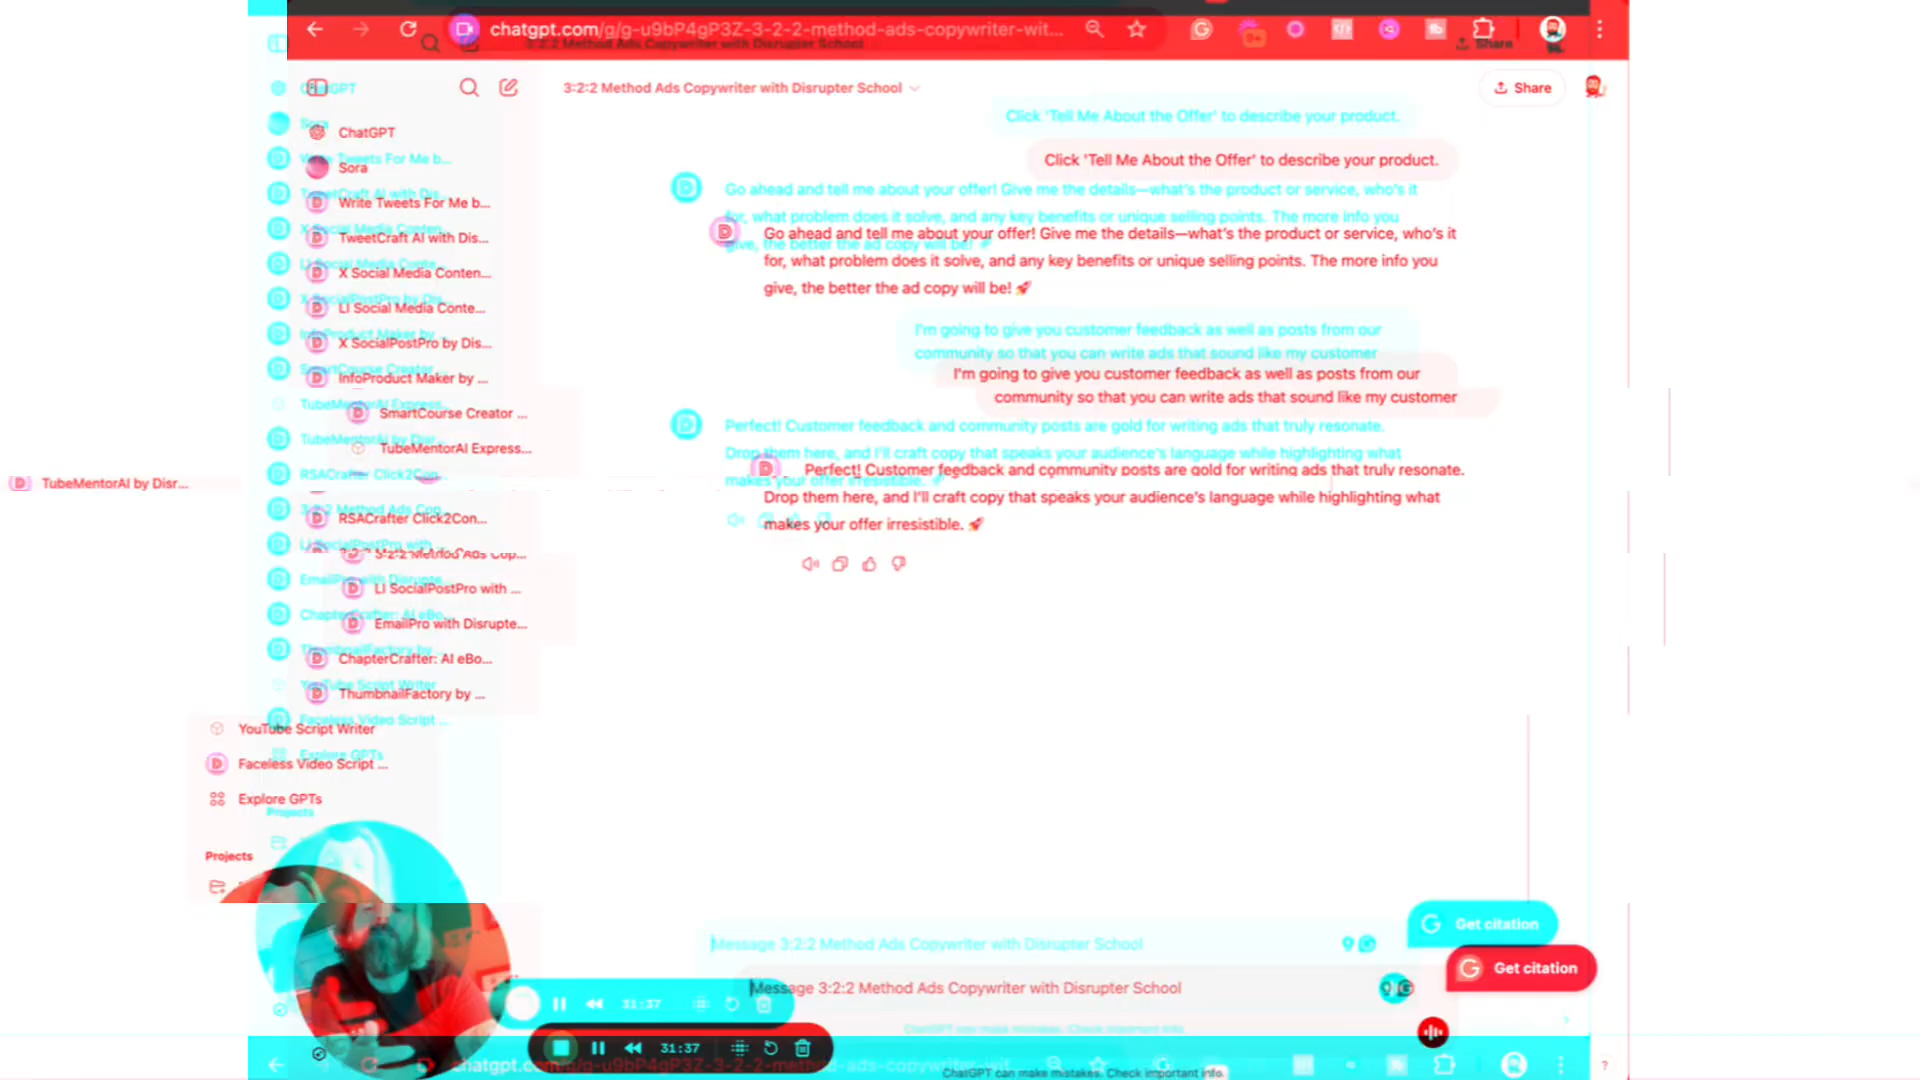 chatgpt.com/g/g-u9bP4gP3Z-3-2-2-method-ads-copywriter-wit...
3:2:2 Method Ads Copywriter with Disrupter School
Share
ChatGPT
Sora
Write Tweets For Me b...
TweetCraft AI with Dis...
X Social Media Conten...
LI Social Media Conte...
X SocialPostPro by Dis...
InfoProduct Maker by ...
SmartCourse Creator ...
TubeMentorAI Express...
TubeMentorAI by Disr...
RSACrafter Click2Con...
3:2:2 Method Ads Cop...
LI SocialPostPro with ...
EmailPro with Disrupte...
ChapterCrafter: AI eBo...
ThumbnailFactory by ...
YouTube Script Writer
Faceless Video Script ...
Explore GPTs
Projects
Click 'Tell Me About the Offer' to describe your product.
Go ahead and tell me about your offer! Give me the details—what's the product or service, who's it
for, what problem does it solve, and any key benefits or unique selling points. The more info you
give, the better the ad copy will be! 🚀
I'm going to give you customer feedback as well as posts from our
community so that you can write ads that sound like my customer
Perfect! Customer feedback and community posts are gold for writing ads that truly resonate.
Drop them here, and I'll craft copy that speaks your audience's language while highlighting what
makes your offer irresistible. 🚀
Get citation
Message 3:2:2 Method Ads Copywriter with Disrupter School
31:37
ChatGPT can make mistakes. Check important info.
?